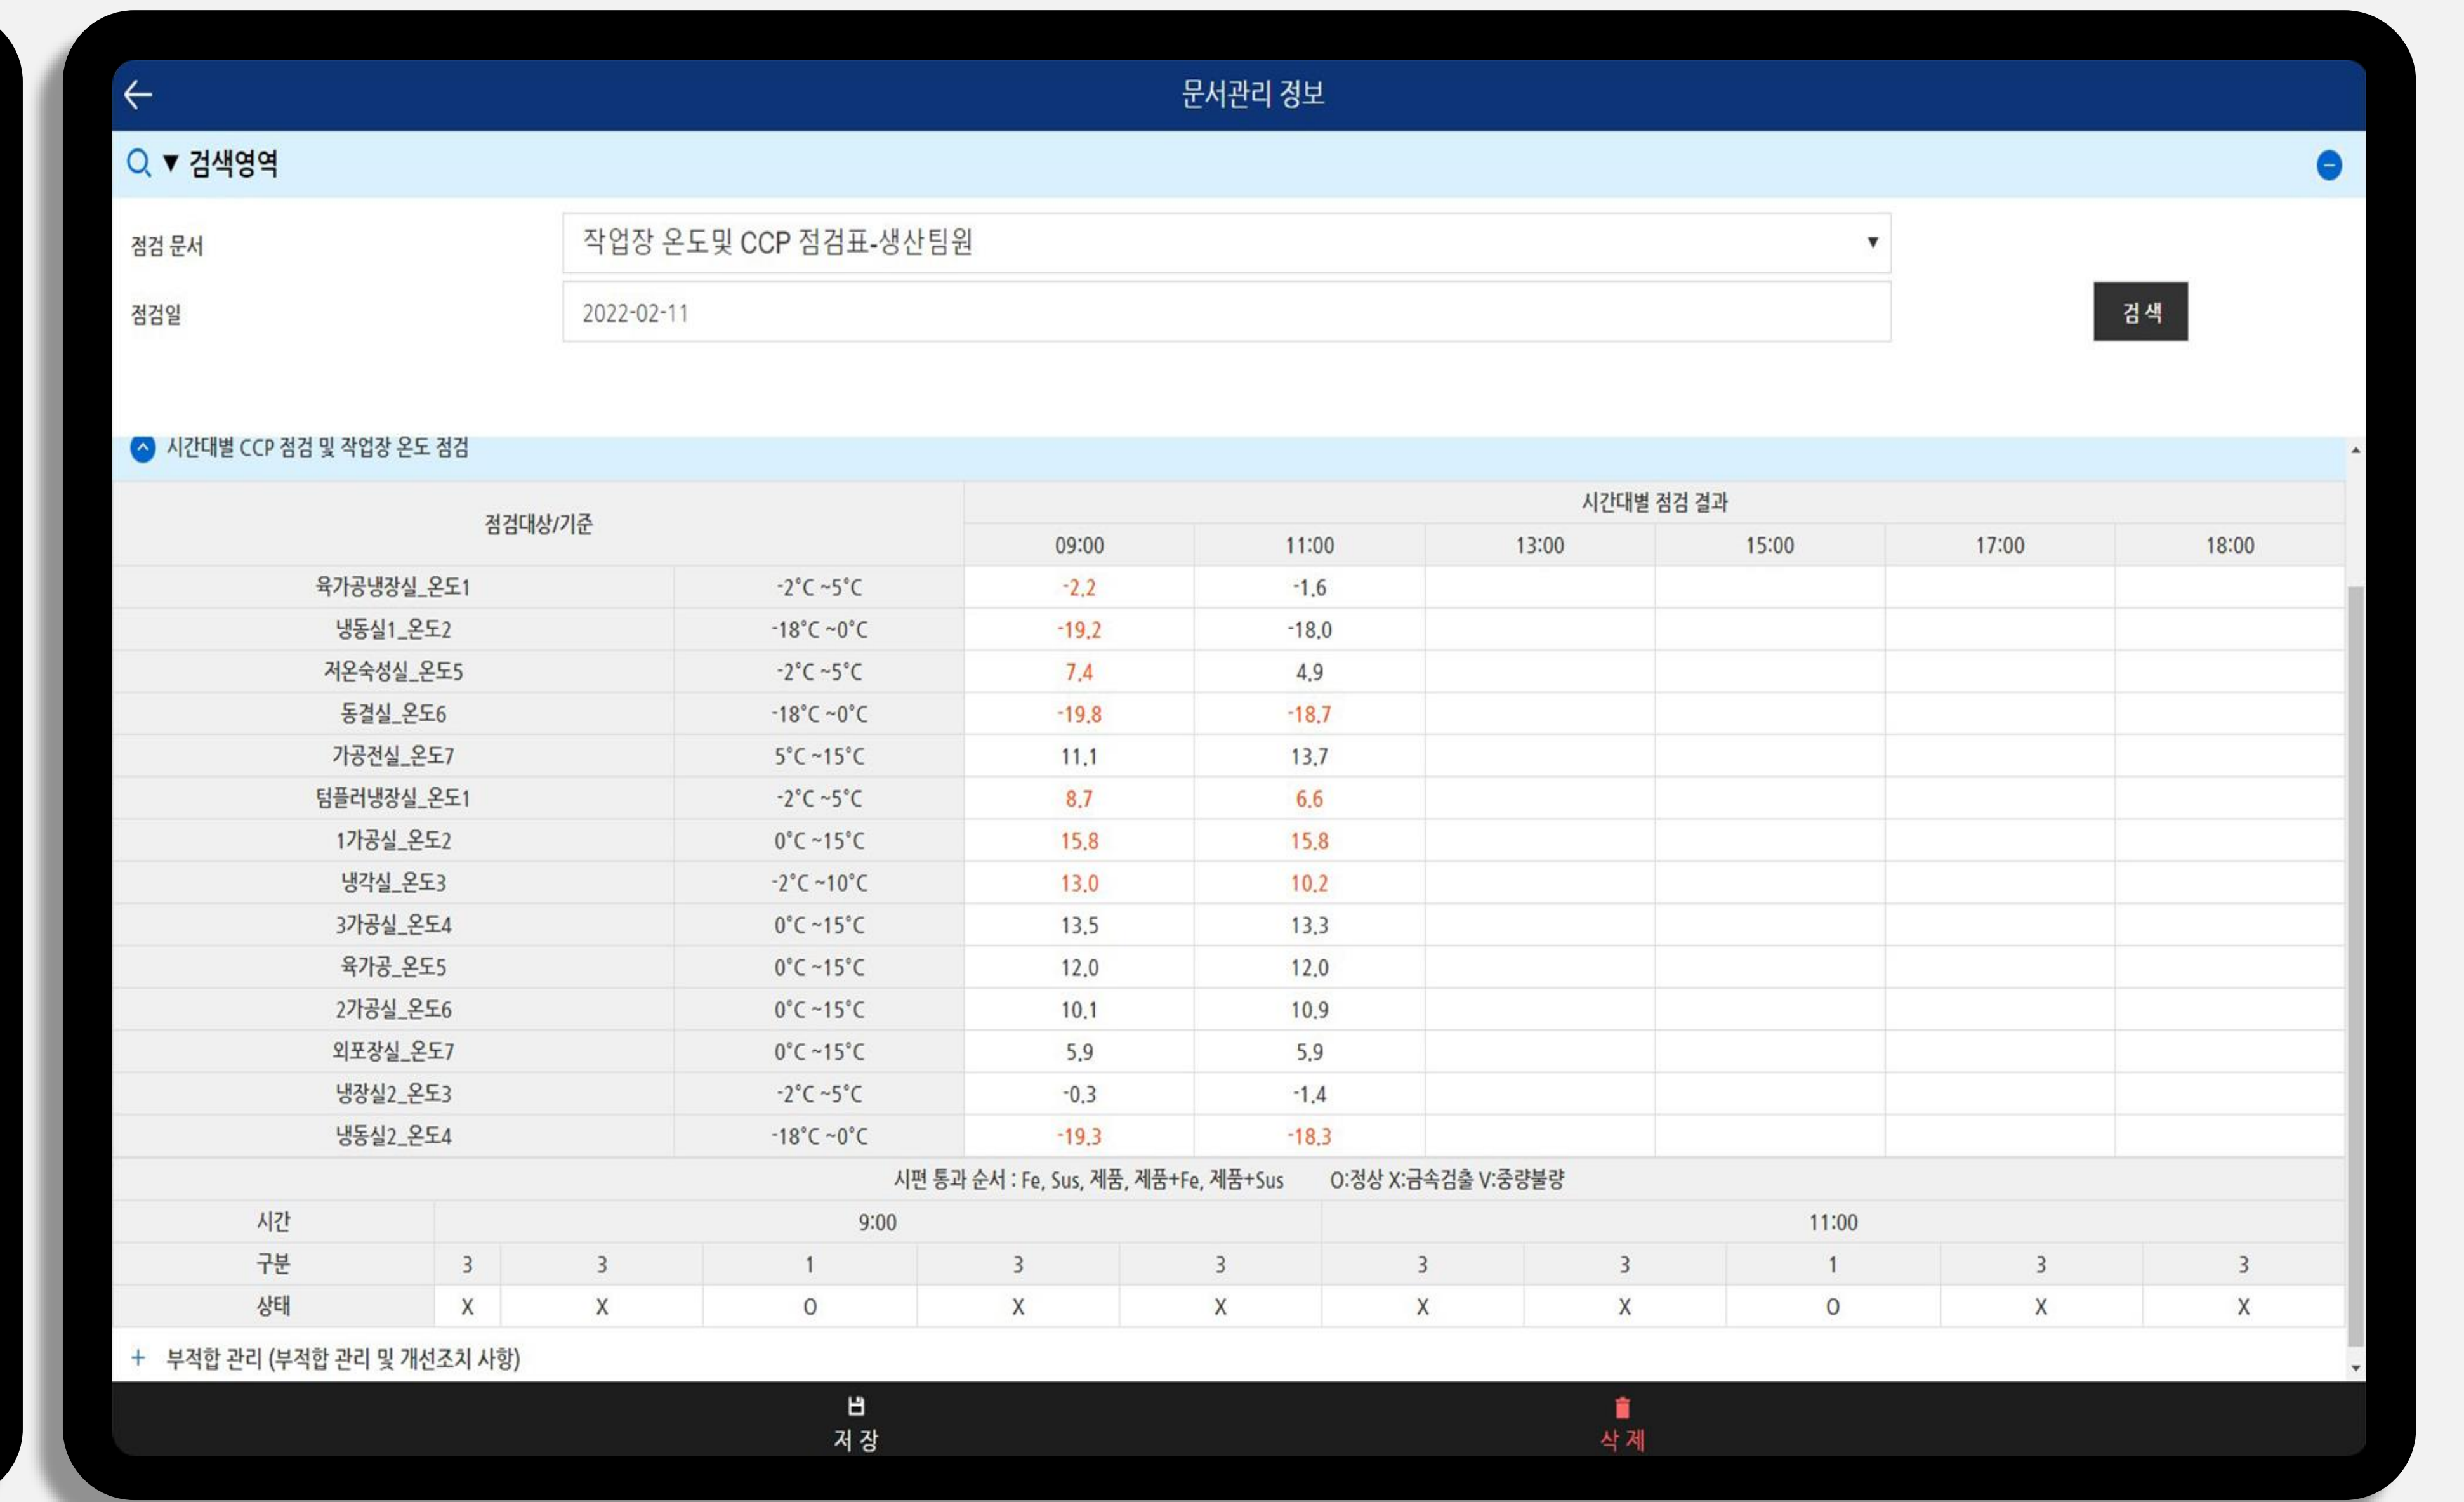 문서관리 정보
▼ 검색영역
점검 문서 작업장 온도및 CCP 점검표-생산팀원 ▼
점검일 2022-02-11 검 색
시간대별 CCP 점검 및 작업장 온도 점검
점검대상/기준 시간대별 점검 결과
09:00 11:00 13:00 15:00 17:00 18:00
육가공냉장실_온도1 -2°C ~5°C -2.2 -1.6
냉동실1_온도2 -18°C ~0°C -19.2 -18.0
저온숙성실_온도5 -2°C ~5°C 7.4 4.9
동결실_온도6 -18°C ~0°C -19.8 -18.7
가공전실_온도7 5°C ~15°C 11.1 13.7
텀플러냉장실_온도1 -2°C ~5°C 8.7 6.6
1가공실_온도2 0°C ~15°C 15.8 15.8
냉각실_온도3 -2°C ~10°C 13.0 10.2
3가공실_온도4 0°C ~15°C 13.5 13.3
육가공_온도5 0°C ~15°C 12.0 12.0
2가공실_온도6 0°C ~15°C 10.1 10.9
외포장실_온도7 0°C ~15°C 5.9 5.9
냉장실2_온도3 -2°C ~5°C -0.3 -1.4
냉동실2_온도4 -18°C ~0°C -19.3 -18.3
시편 통과 순서 : Fe, Sus, 제품, 제품+Fe, 제품+Sus O:정상 X:금속검출 V:중량불량
시간 9:00 11:00
구분 3 3 1 3 3 3 3 1 3 3
상태 X X O X X X X O X X
+ 부적합 관리 (부적합 관리 및 개선조치 사항)
저 장 삭 제